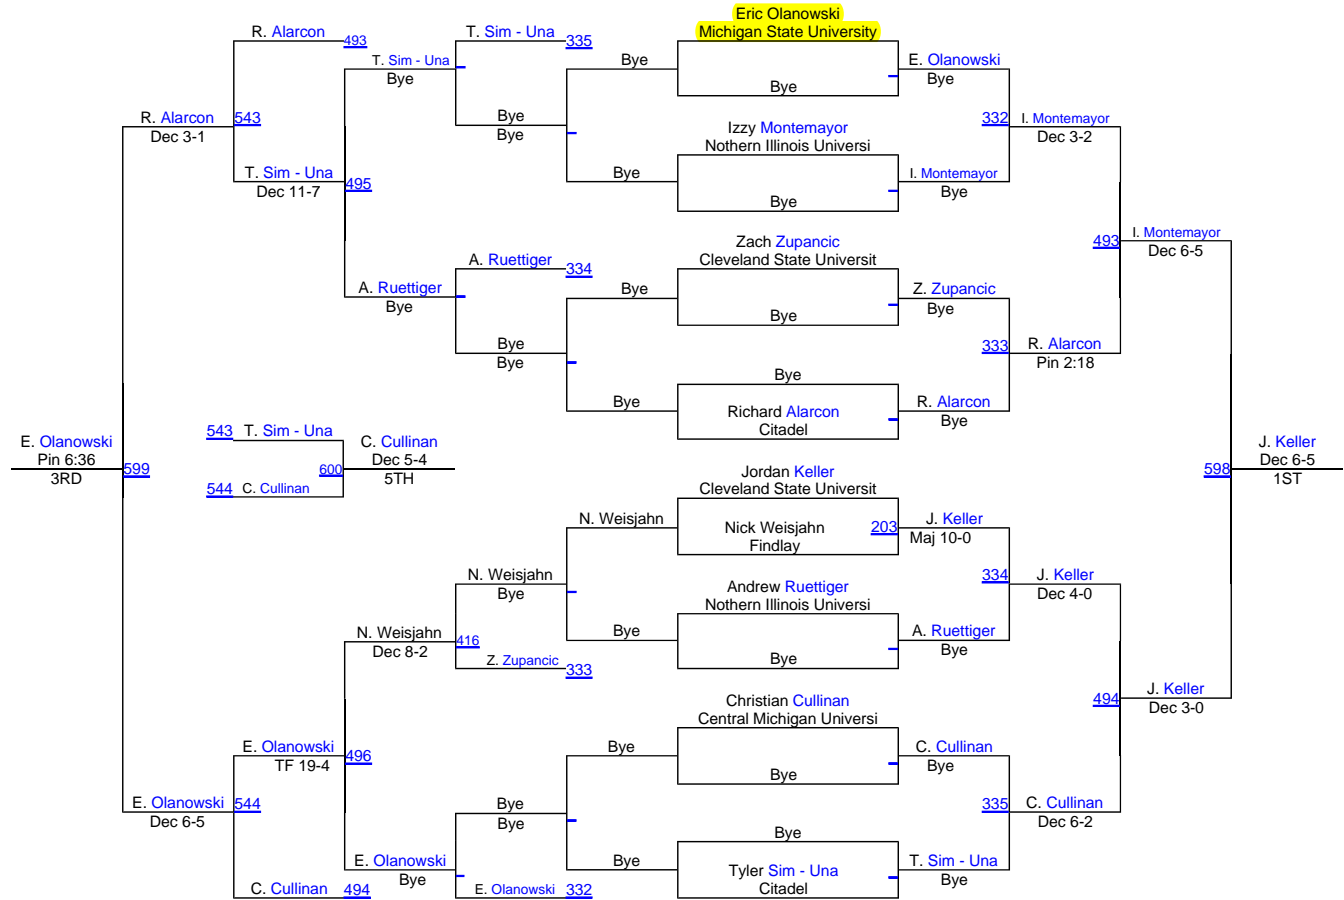 Eric Olanowski
Michigan State University
R. Alarcon
493
T. Sim - Una
335
T. Sim - Una
Bye
Bye
E. Olanowski
Bye
Bye
R. Alarcon
Dec 3-1
543
Bye
Bye
Izzy Montemayor
Nothern Illinois Universi
332
I. Montemayor
Dec 3-2
T. Sim - Una
Dec 11-7
495
Bye
Bye
I. Montemayor
Bye
Zach Zupancic
Cleveland State Universit
493
I. Montemayor
Dec 6-5
A. Ruettiger
334
A. Ruettiger
Bye
Bye
Bye
Z. Zupancic
Bye
Bye
Bye
333
R. Alarcon
Pin 2:18
Bye
Bye
Richard Alarcon
Citadel
R. Alarcon
Bye
E. Olanowski
Pin 6:36
3RD
599
543
T. Sim - Una
544
C. Cullinan
600
C. Cullinan
Dec 5-4
5TH
Jordan Keller
Cleveland State Universit
598
J. Keller
Dec 6-5
1ST
N. Weisjahn
Nick Weisjahn
Findlay
203
J. Keller
Maj 10-0
N. Weisjahn
Bye
Andrew Ruettiger
Nothern Illinois Universi
334
J. Keller
Dec 4-0
N. Weisjahn
Dec 8-2
416
Z. Zupancic
333
Bye
Bye
A. Ruettiger
Bye
Christian Cullinan
Central Michigan Universi
494
J. Keller
Dec 3-0
E. Olanowski
TF 19-4
496
Bye
Bye
C. Cullinan
Bye
E. Olanowski
Dec 6-5
544
Bye
Bye
335
C. Cullinan
Dec 6-2
Bye
E. Olanowski
Bye
Bye
Tyler Sim - Una
Citadel
T. Sim - Una
Bye
C. Cullinan
494
E. Olanowski
332